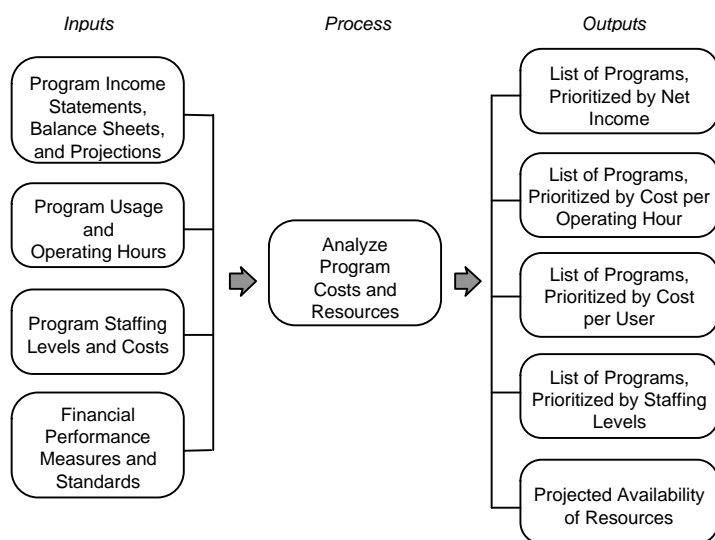 Inputs
Process
Outputs
Program Income
Statements,
Balance Sheets,
and Projections
Program Usage
and
Operating Hours
Program Staffing
Levels and Costs
Financial
Performance
Measures and
Standards
Analyze
Program
Costs and
Resources
List of Programs,
Prioritized by Net
Income
List of Programs,
Prioritized by Cost per
Operating Hour
List of Programs,
Prioritized by Cost
per User
List of Programs,
Prioritized by Staffing
Levels
Projected Availability
of Resources